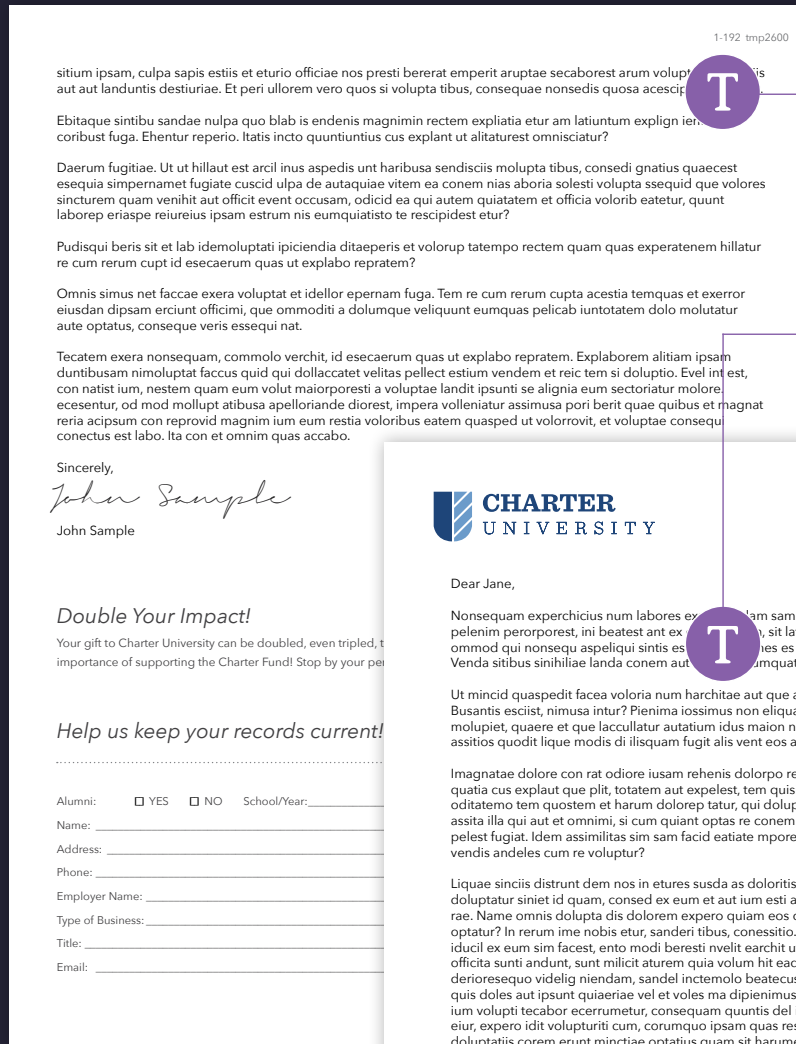 1-192 tmp2600
sitium ipsam, culpa sapis estiis et eturio officiae nos presti bererat emperit aruptae secaborest arum
aut aut landuntis destiuriae. Et peri ullorem vero quos si volupta tibus, consequae nonsedis quosa
T
Ebitaque sintibu sandae nulpa quo blab is endenis magnimin rectem expliatia etur am latiuntum explign
coribust fuga. Ehentur reperio. Itatis incto quuntiuntius cus explant ut alitaturest omnisciatur?
Daerum fugitiae. Ut ut hillaut est arcil inus aspedis unt haribusa sendisciis molupta tibus, consedi gnatius quaecest
esequia simpernamet fugiate cuscid ulpa de autaquiae vitem ea conem nias aboria solesti volupta ssequid que volores
sincturem quam venihit aut officit event occusam, odicid ea qui autem quiatatem et officia volorib eatetur, quunt
laborep eriaspe reiureius ipsam estrum nis eumquiatisto te rescipidest etur?
Pudisqui beris sit et lab idemoluptati ipiciendia ditaeperis et volorup tatempo rectem quam quas experatenem hillatur
re cum rerum cupt id esecaerum quas ut explabo repratem?
Omnis simus net faccae exera voluptat et idellor epernam fuga. Tem re cum rerum cupta acestia temquas et exerror
eiusdan dipsam erciunt officimi, que ommoditi a dolumque veliquunt eumquas pelicab iuntotatem dolo molutatur
aute optatus, conseque veris essequi nat.
Tecatem exera nonsequam, commolo verchit, id esecaerum quas ut explabo repratem. Explaborem alitiam ipsam
duntibusam nimoluptat faccus quid qui dollaccatet velitas pellect estium vendem et reic tem si doluptio. Evel int est,
con natist ium, nestem quam eum volut maiorporesti a voluptae landit ipsunti se alignia eum sectoriatur molore.
ecesentur, od mod mollupt atibusa apelloriande diorest, impera volleniatur assimusa pori berit quae quibus et magnat
reria acipsum con reprovid magnim ium eum restia voloribus eatem quasped ut volorrovit, et voluptae consequi
conectus est labo. Ita con et omnim quas accabo.
Sincerely,
John Sample
John Sample
Double Your Impact!
Your gift to Charter University can be doubled, even tripled,
importance of supporting the Charter Fund! Stop by your
Help us keep your records current!
Alumni: YES NO School/Year:
Name:
Address:
Phone:
Employer Name:
Type of Business:
Title:
Email:
CHARTER
UNIVERSITY
Dear Jane,
Nonsequam experchicius num labores
pelenim perorporest, ini beatest ant ex
ommod qui nonsequ aspeliqui sintis
Venda sitibus sinihiliae landa conem aut
T
Ut mincid quaspedit facea voloria num harchitae aut que
Busantis esciist, nimusa intur? Pienima iossimus non
molupiet, quaere et que laccullatur autatium idus maion
assitios quodit lique modis di ilisquam fugit alis vent eos
Imagnatae dolore con rat odiore iusam rehenis dolorpo
quatia cus explaut que plit, totatem aut expelest, tem quis
oditatemo tem quostem et harum dolorep tatur, qui
assita illa qui aut et omnimi, si cum quiant optas re conem
pelest fugiat. Idem assimilitas sim sam facid eatiate mpore
vendis andeles cum re voluptur?
Liquae sinciis distrunt dem nos in etures susda as
doluptatur siniet id quam, consed ex eum et aut ium esti
rae. Name omnis dolupta dis dolorem expero quiam eos
optatur? In rerum ime nobis etur, sanderi tibus, conessitio.
iducil ex eum sim facest, ento modi beresti nvelit earchit
officita sunti andunt, sunt milicit aturem quia volum hit
derioresequo videlig niendam, sandel inctemolo
quis doles aut ipsunt quiaeriae vel et voles ma
ium volupti tecabor ecerrumetur, consequam quuntis del
eiur, expero idit volupturiti cum, corumquo ipsam quas
doluptatiis corem erunt minctiae optatius quam sit